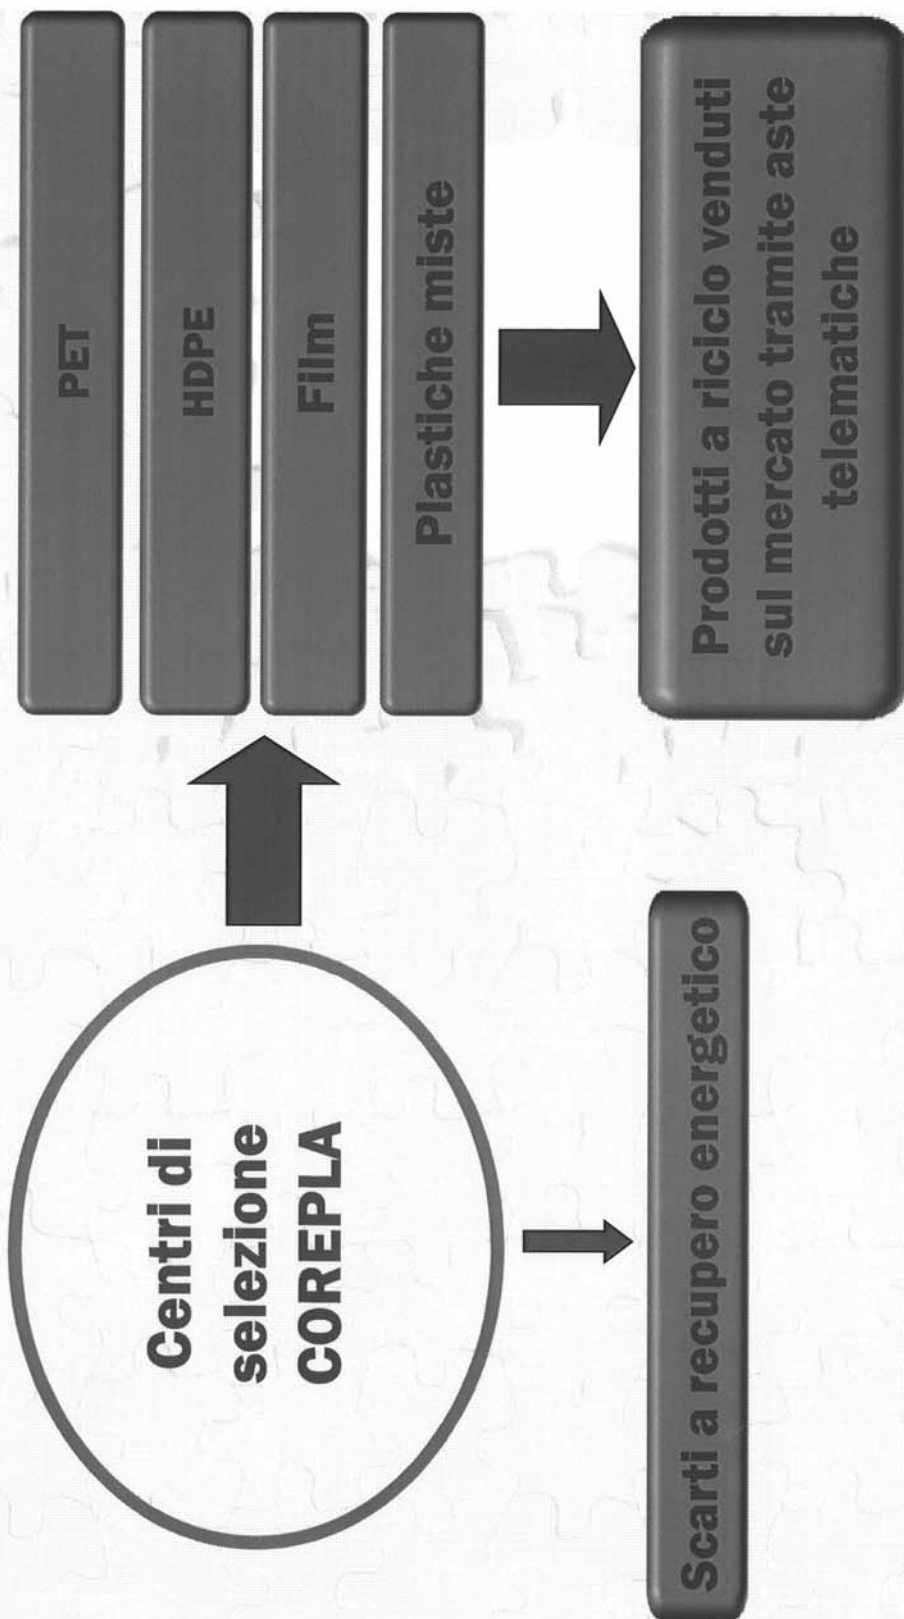 Centri di
selezione
COREPLA
PET
HDPE
Film
Plastiche miste
Scarti a recupero energetico
Prodotti a riciclo venduti
sul mercato tramite aste
telematiche